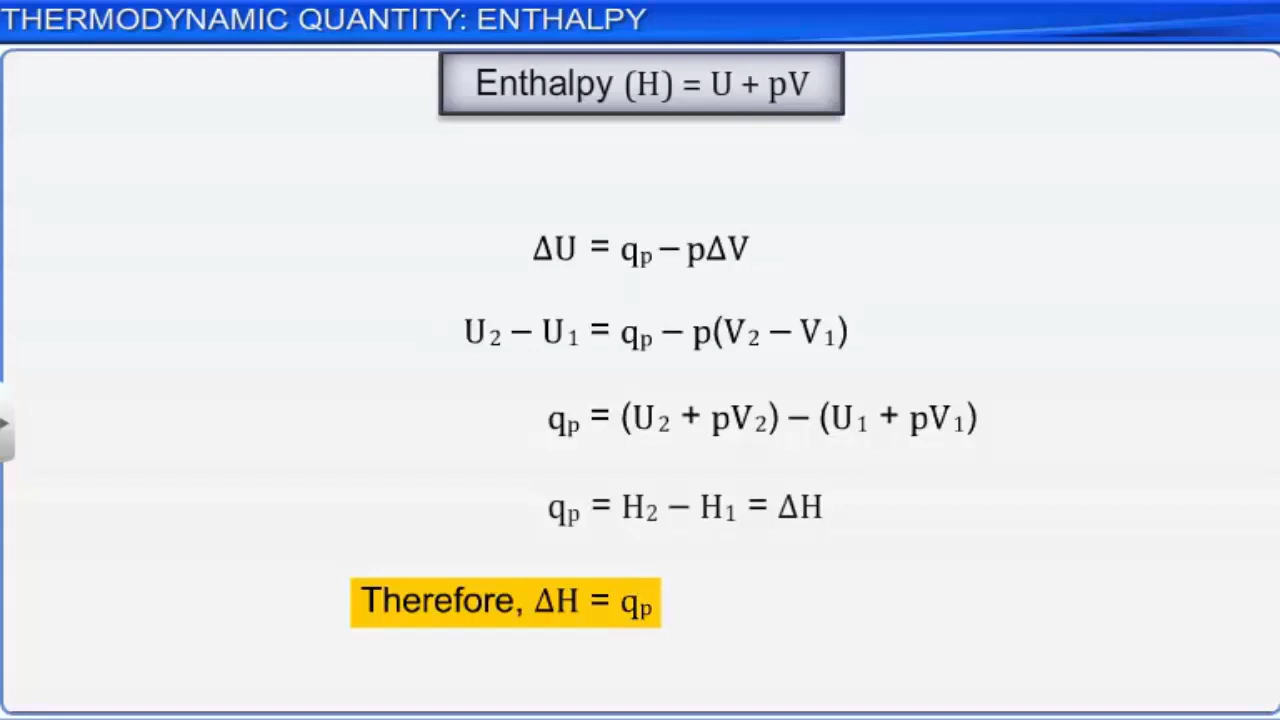 THERMODYNAMIC QUANTITY: ENTHALPY
Enthalpy (H) = U + pV
ΔU = qₚ − pΔV
U₂ − U₁ = qₚ − p(V₂ − V₁)
qₚ = (U₂ + pV₂) − (U₁ + pV₁)
qₚ = H₂ − H₁ = ΔH
Therefore, ΔH = qₚ